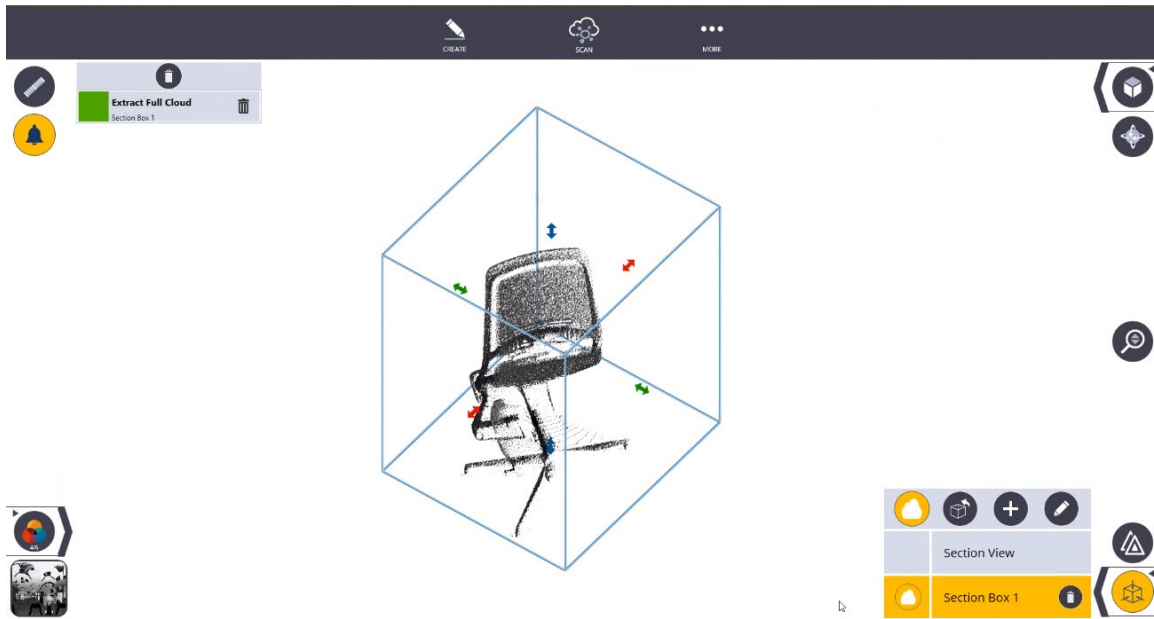 CREATE
SCAN
MORE
Extract Full Cloud
Section Box 1
4/6
Section View
Section Box 1